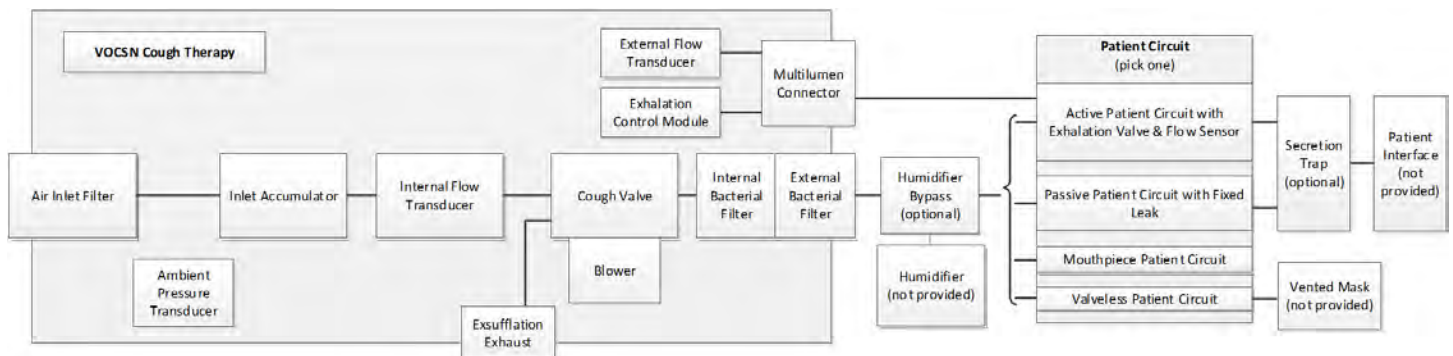 VOCSN Cough Therapy
External Flow
Transducer
Exhalation
Control Module
Multilumen
Connector
Patient Circuit
(pick one)
Active Patient Circuit with
Exhalation Valve & Flow Sensor
Passive Patient Circuit with Fixed
Leak
Mouthpiece Patient Circuit
Valveless Patient Circuit
Secretion
Trap
(optional)
Patient
Interface
(not
provided)
Vented Mask
(not provided)
Air Inlet Filter
Inlet Accumulator
Internal Flow
Transducer
Cough Valve
Internal
Bacterial
Filter
External
Bacterial
Filter
Humidifier
Bypass
(optional)
Humidifier
(not provided)
Blower
Ambient
Pressure
Transducer
Exsufflation
Exhaust